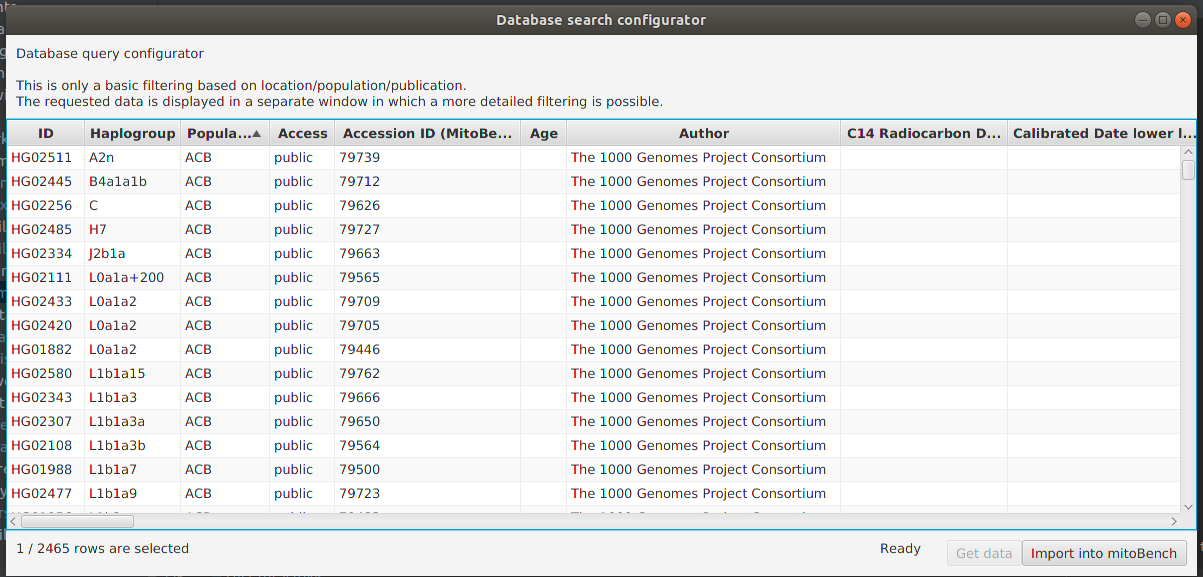 Database search configurator
Database query configurator
This is only a basic filtering based on location/population/publication.
The requested data is displayed in a separate window in which a more detailed filtering is possible.
ID Haplogroup Popula... Access Accession ID (MitoBe... Age Author C14 Radiocarbon D... Calibrated Date lower l...
HG02511 A2n ACB public 79739 The 1000 Genomes Project Consortium
HG02445 B4a1a1b ACB public 79712 The 1000 Genomes Project Consortium
HG02256 C ACB public 79626 The 1000 Genomes Project Consortium
HG02485 H7 ACB public 79727 The 1000 Genomes Project Consortium
HG02334 J2b1a ACB public 79663 The 1000 Genomes Project Consortium
HG02111 L0a1a+200 ACB public 79565 The 1000 Genomes Project Consortium
HG02433 L0a1a2 ACB public 79709 The 1000 Genomes Project Consortium
HG02420 L0a1a2 ACB public 79705 The 1000 Genomes Project Consortium
HG01882 L0a1a2 ACB public 79446 The 1000 Genomes Project Consortium
HG02580 L1b1a15 ACB public 79762 The 1000 Genomes Project Consortium
HG02343 L1b1a3 ACB public 79666 The 1000 Genomes Project Consortium
HG02307 L1b1a3a ACB public 79650 The 1000 Genomes Project Consortium
HG02108 L1b1a3b ACB public 79564 The 1000 Genomes Project Consortium
HG01988 L1b1a7 ACB public 79500 The 1000 Genomes Project Consortium
HG02477 L1b1a9 ACB public 79723 The 1000 Genomes Project Consortium
1 / 2465 rows are selected Ready Get data Import into mitoBench